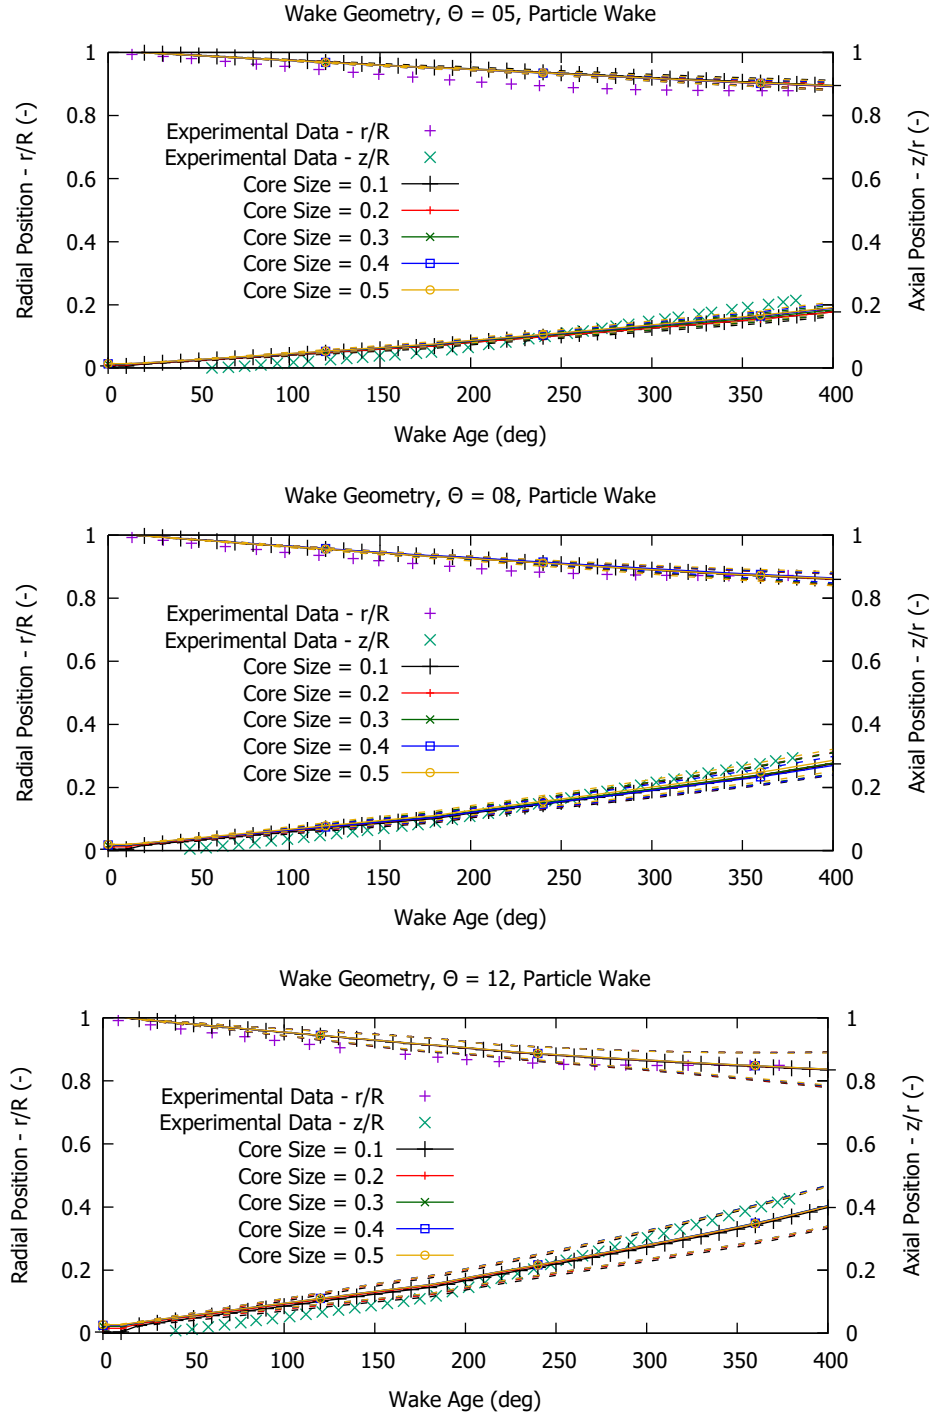 Wake Geometry, Θ = 05, Particle Wake
1
0.8
0.6
0.4
0.2
0
Radial Position - r/R (-)
Experimental Data - r/R
Experimental Data - z/R
Core Size = 0.1
Core Size = 0.2
Core Size = 0.3
Core Size = 0.4
Core Size = 0.5
1
0.8
0.6
0.4
0.2
0
Axial Position - z/r (-)
0 50 100 150 200 250 300 350 400
Wake Age (deg)
Wake Geometry, Θ = 08, Particle Wake
1
0.8
0.6
0.4
0.2
0
Radial Position - r/R (-)
Experimental Data - r/R
Experimental Data - z/R
Core Size = 0.1
Core Size = 0.2
Core Size = 0.3
Core Size = 0.4
Core Size = 0.5
1
0.8
0.6
0.4
0.2
0
Axial Position - z/r (-)
0 50 100 150 200 250 300 350 400
Wake Age (deg)
Wake Geometry, Θ = 12, Particle Wake
1
0.8
0.6
0.4
0.2
0
Radial Position - r/R (-)
Experimental Data - r/R
Experimental Data - z/R
Core Size = 0.1
Core Size = 0.2
Core Size = 0.3
Core Size = 0.4
Core Size = 0.5
1
0.8
0.6
0.4
0.2
0
Axial Position - z/r (-)
0 50 100 150 200 250 300 350 400
Wake Age (deg)